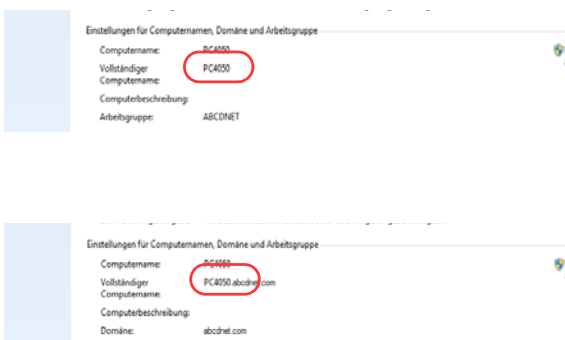 Einstellungen für Computernamen, Domäne und Arbeitsgruppe
Computername: PC4050
Vollständiger PC4050
Computername:
Computerbeschreibung:
Arbeitsgruppe: ABCDNET
Einstellungen für Computernamen, Domäne und Arbeitsgruppe
Computername: PC4050
Vollständiger PC4050.abcdnet.com
Computername:
Computerbeschreibung:
Domäne: abcdnet.com